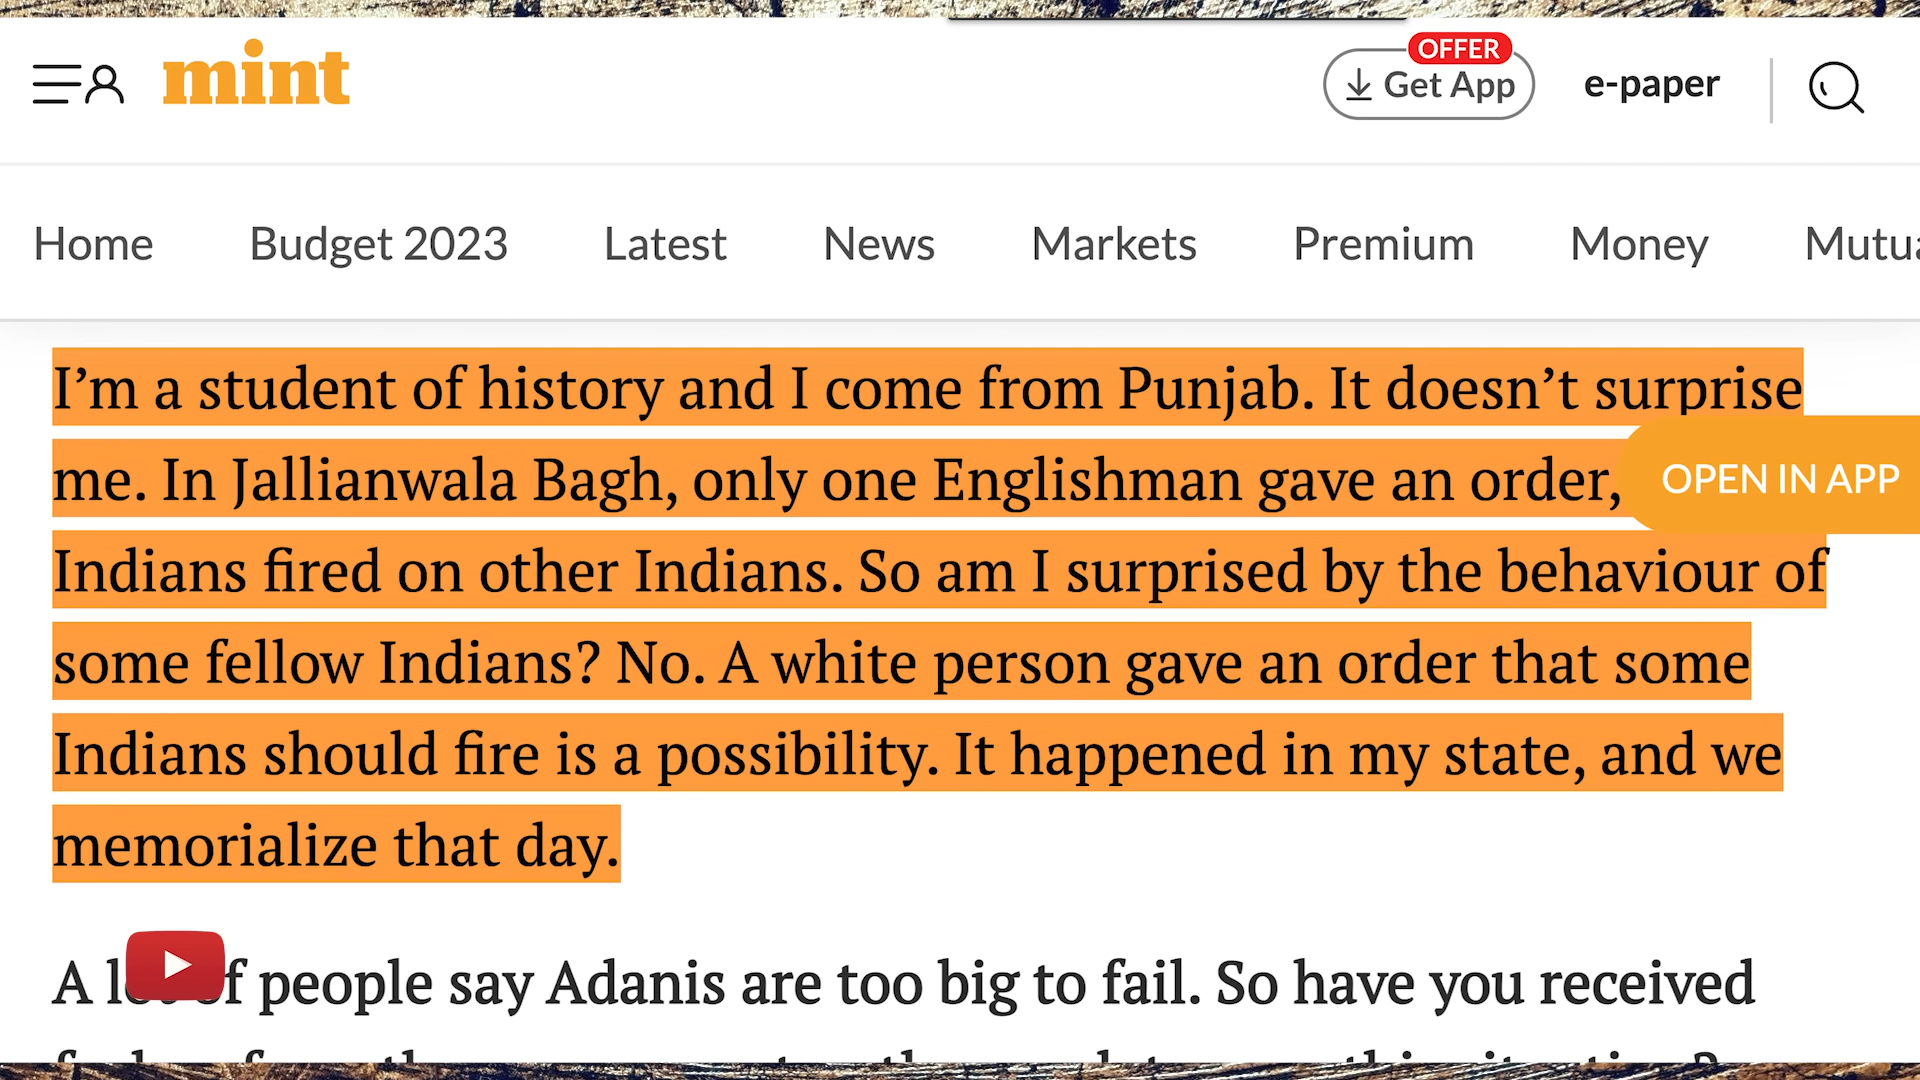 mint
OFFER
Get App
e-paper
Home Budget 2023 Latest News Markets Premium Money
I’m a student of history and I come from Punjab. It doesn’t surprise
me. In Jallianwala Bagh, only one Englishman gave an order,
OPEN IN APP
Indians fired on other Indians. So am I surprised by the behaviour of
some fellow Indians? No. A white person gave an order that some
Indians should fire is a possibility. It happened in my state, and we
memorialize that day.
A people say Adanis are too big to fail. So have you received